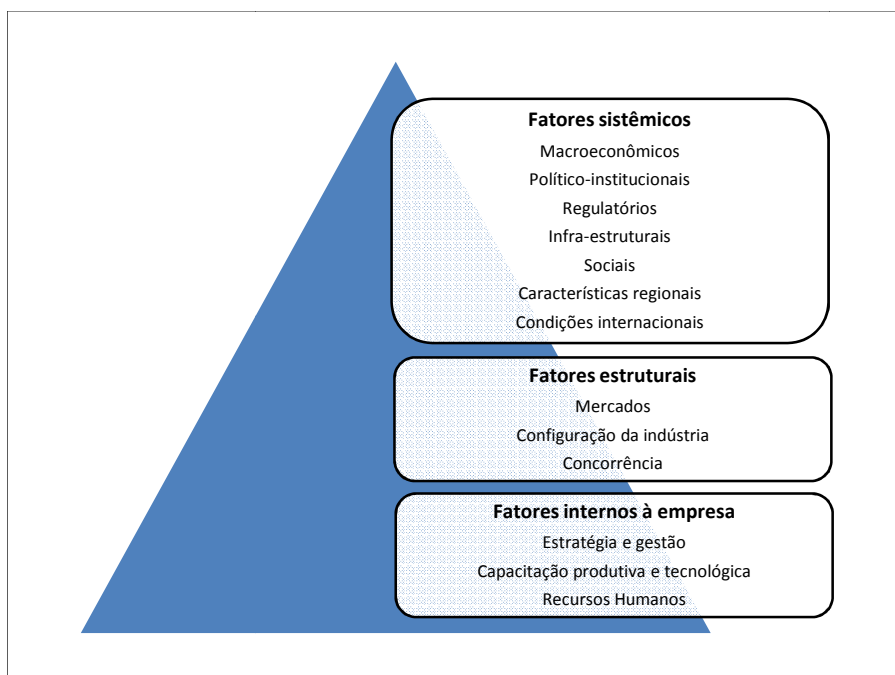 Fatores sistêmicos
Macroeconômicos
Político-institucionais
Regulatórios
Infra-estruturais
Sociais
Características regionais
Condições internacionais
Fatores estruturais
Mercados
Configuração da indústria
Concorrência
Fatores internos à empresa
Estratégia e gestão
Capacitação produtiva e tecnológica
Recursos Humanos